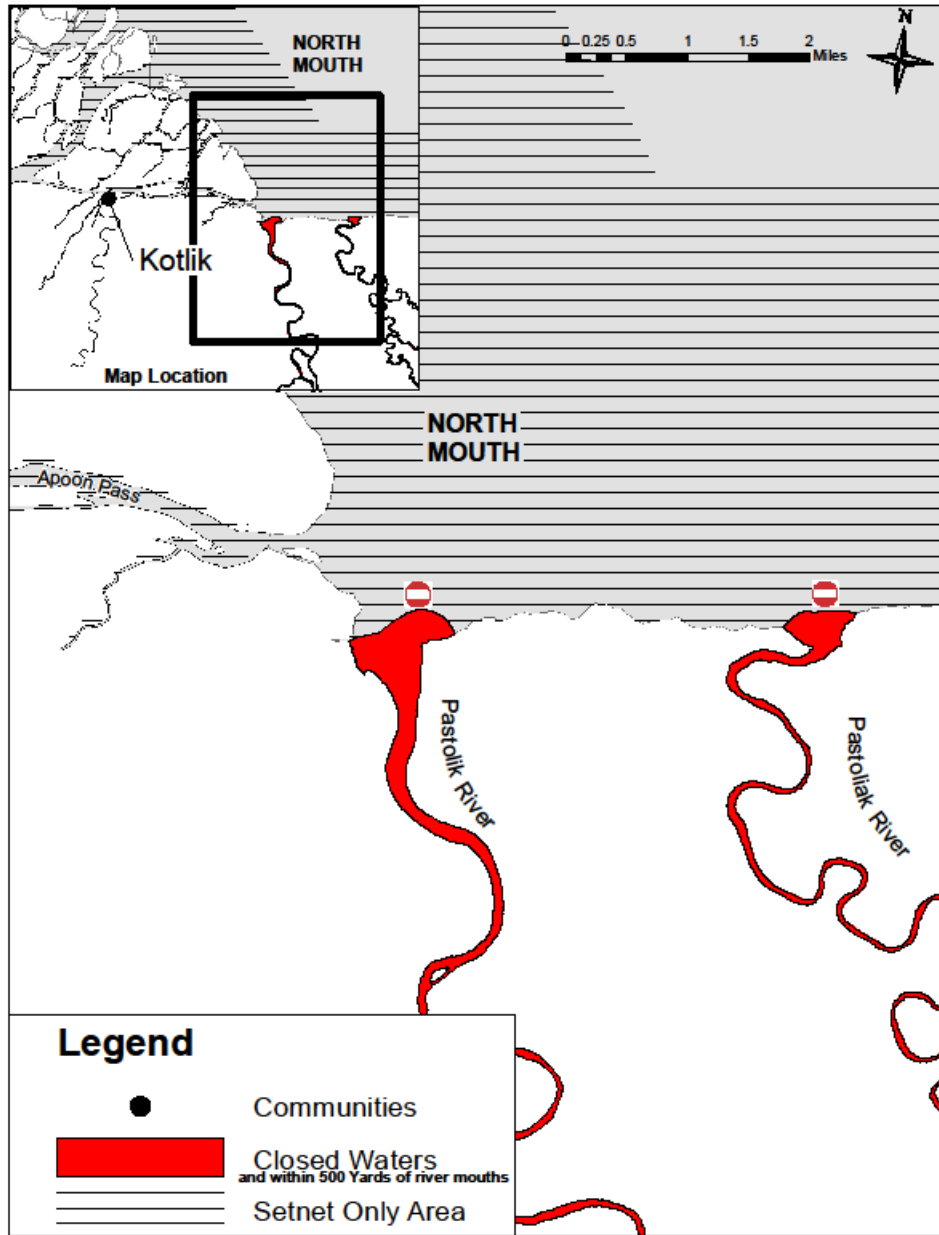 NORTH
MOUTH
Kotlik
Map Location
N
0 0.25 0.5 1 1.5 2
Miles
NORTH
MOUTH
Apoon Pass
Pastolik River
Pastoliak River
Legend
Communities
Closed Waters
and within 500 Yards of river mouths
Setnet Only Area